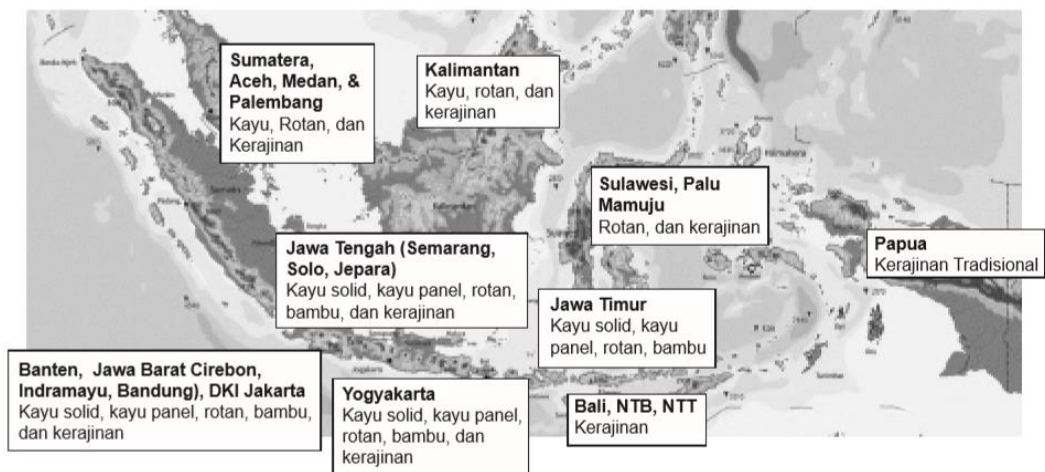 Sumatera,
Aceh, Medan, &
Palembang
Kayu, Rotan, dan
Kerajinan
Kalimantan
Kayu, rotan, dan
kerajinan
Sulawesi, Palu
Mamuju
Rotan, dan kerajinan
Papua
Kerajinan Tradisional
Jawa Tengah (Semarang,
Solo, Jepara)
Kayu solid, kayu panel, rotan,
bambu, dan kerajinan
Jawa Timur
Kayu solid, kayu
panel, rotan, bambu
Banten, Jawa Barat Cirebon,
Indramayu, Bandung), DKI Jakarta
Kayu solid, kayu panel, rotan, bambu,
dan kerajinan
Yogyakarta
Kayu solid, kayu panel,
rotan, bambu, dan
kerajinan
Bali, NTB, NTT
Kerajinan